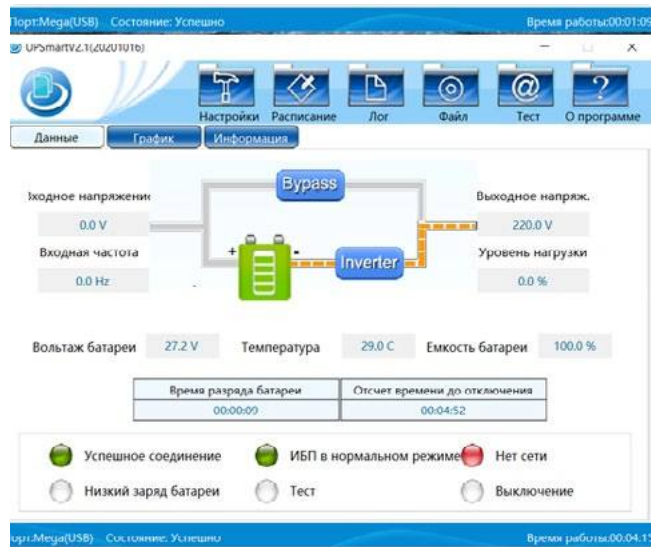 Порт:Mega(USB) Состояние: Успешно Время работы:00:01:09
UPSmartV2.1(20201016)
Настройки Расписание Лог Файл Тест О программе
Данные График Информация
Bypass
Входное напряжение Выходное напряж.
0.0 V 220.0 V
Входная частота Уровень нагрузки
+ - Inverter
0.0 Hz 0.0 %
Вольтаж батареи 27.2 V Температура 29.0 C Емкость батареи 100.0 %
Время разряда батареи Отсчет времени до отключения
00:00:09 00:04:52
Успешное соединение ИБП в нормальном режиме Нет сети
Низкий заряд батареи Тест Выключение
Порт:Mega(USB) Состояние: Успешно Время работы:00:04:15